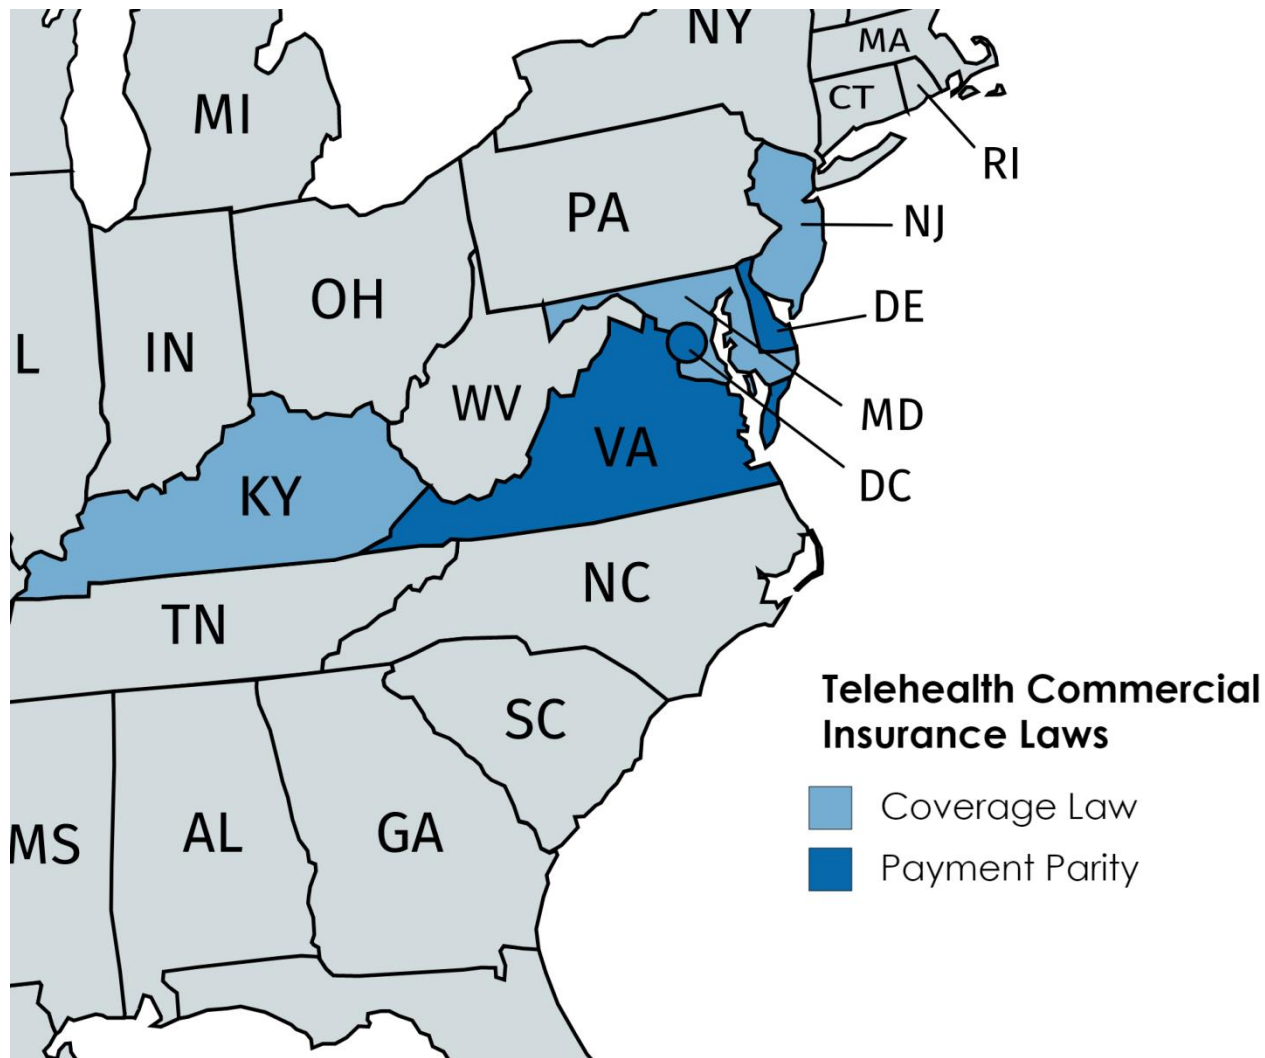 NY
MA
MI
CT
RI
PA
NJ
OH
DE
L
IN
WV
MD
VA
DC
KY
NC
TN
Telehealth Commercial
Insurance Laws
SC
Coverage Law
MS
AL
GA
Payment Parity